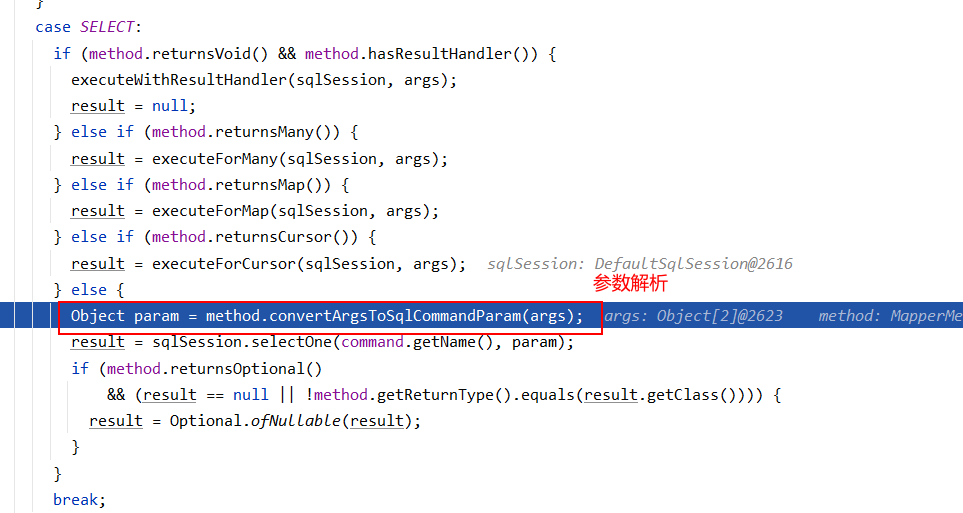 }
case SELECT:
if (method.returnsVoid() && method.hasResultHandler()) {
executeWithResultHandler(sqlSession, args);
result = null;
} else if (method.returnsMany()) {
result = executeForMany(sqlSession, args);
} else if (method.returnsMap()) {
result = executeForMap(sqlSession, args);
} else if (method.returnsCursor()) {
result = executeForCursor(sqlSession, args); sqlSession: DefaultSqlSession@2616
} else { 参数解析
Object param = method.convertArgsToSqlCommandParam(args); args: Object[2]@2623 method: MapperMe
result = sqlSession.selectOne(command.getName(), param);
if (method.returnsOptional()
&& (result == null || !method.getReturnType().equals(result.getClass()))) {
result = Optional.ofNullable(result);
}
}
break;